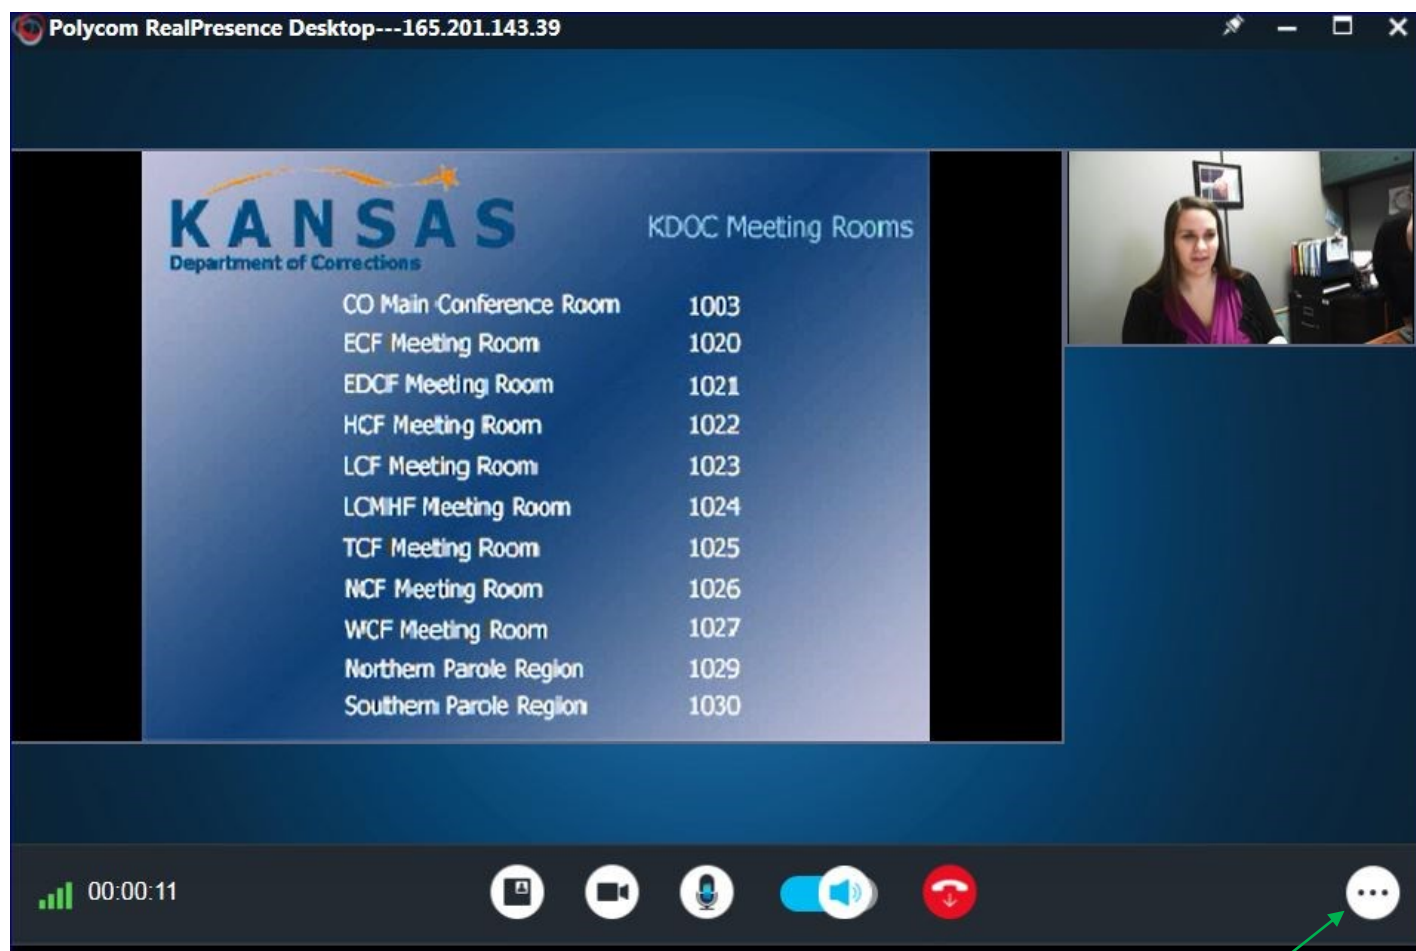 Polycom RealPresence Desktop---165.201.143.39
KANSAS
Department of Corrections
KDOC Meeting Rooms
CO Main Conference Room 1003
ECF Meeting Room 1020
EDCF Meeting Room 1021
HCF Meeting Room 1022
LCF Meeting Room 1023
LCMHF Meeting Room 1024
TCF Meeting Room 1025
NCF Meeting Room 1026
WCF Meeting Room 1027
Northern Parole Region 1029
Southern Parole Region 1030
00:00:11